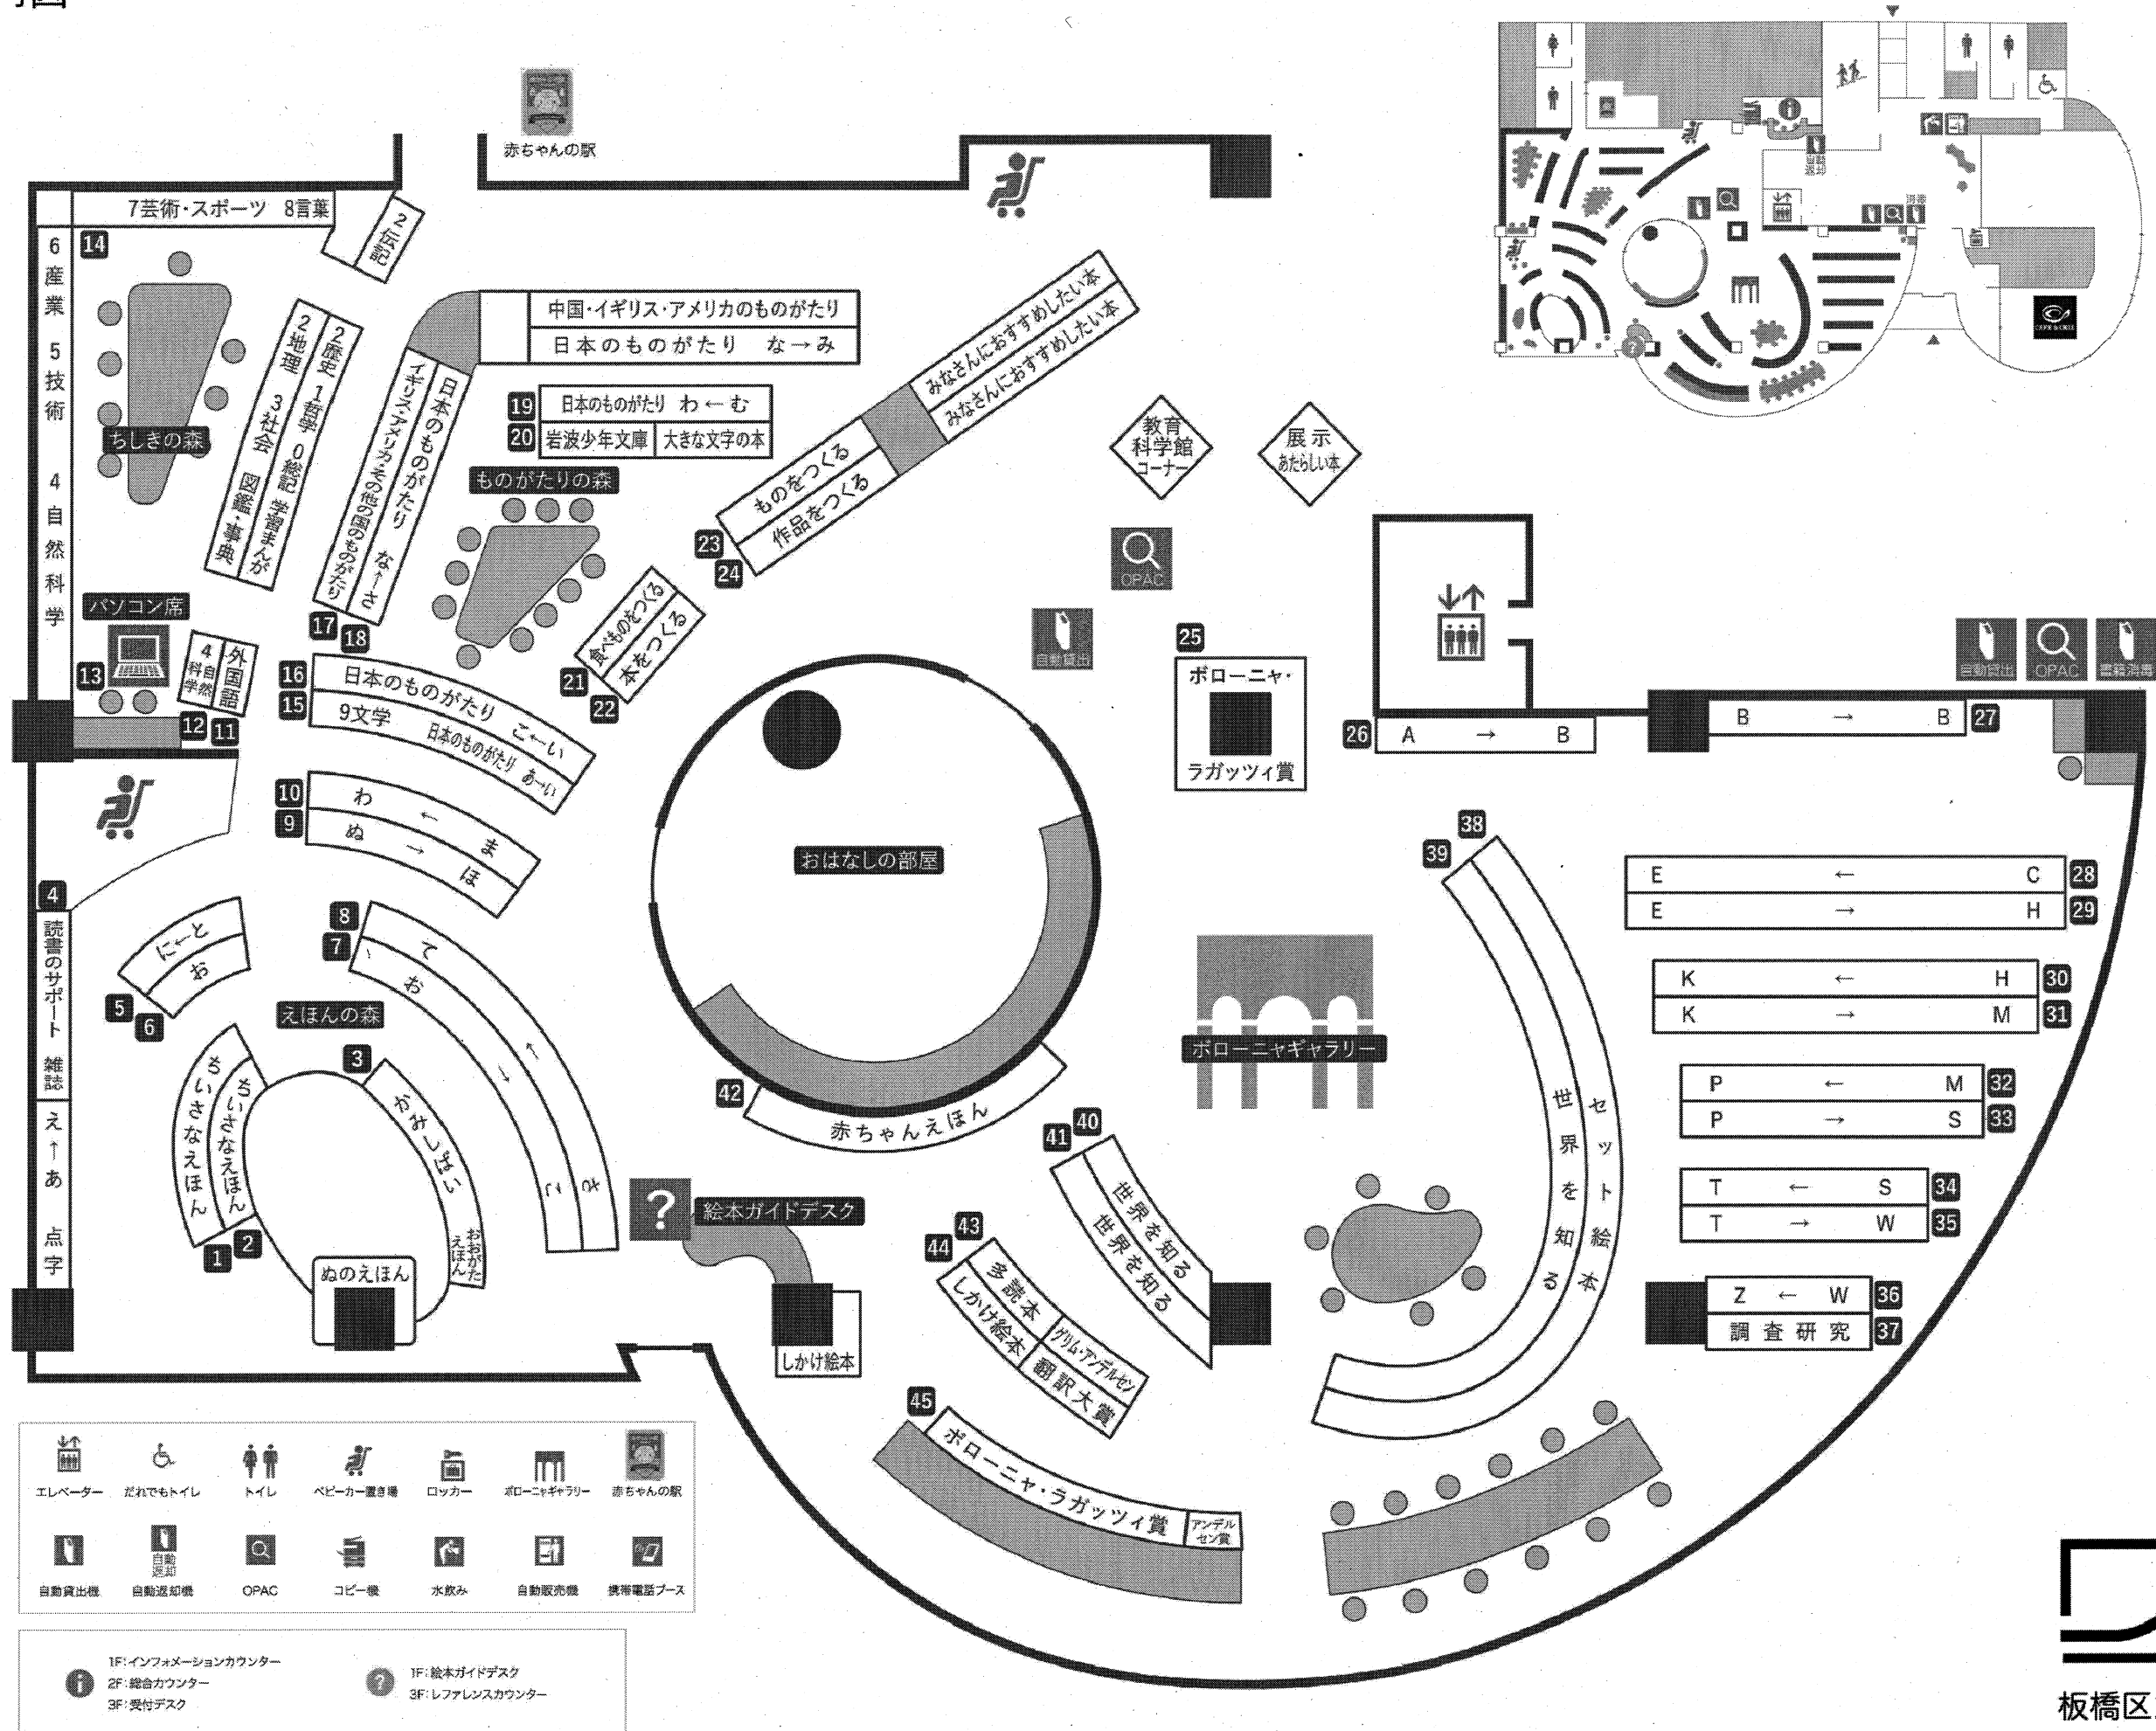 赤ちゃんの駅
7芸術・スポーツ 8言葉
2伝記
14
6産業 5技術 4自然科学
ちしきの森
2地理 3社会 図鑑・事典
2歴史 1哲学 0総記 学習まんが
中国・イギリス・アメリカのものがたり
日本のものがたり な→み
イギリス・アメリカ・その他の国のものがたり
日本のものがたり な←さ
17
18
19
日本のものがたり わ←む
20
岩波少年文庫
大きな文字の本
ものがたりの森
みなさんにおすすめしたい本
みなさんにおすすめしたい本
ものをつくる
作品をつくる
23
24
食べものをつくる
本をつくる
21
22
教育科学館コーナー
展示 あたらしい本
OPAC
自動貸出
パソコン席
13
4自然科学
外国語
12
11
16
日本のものがたり こ←い
15
9文学 日本のものがたり あ→い
10
わ ← ま
9
ぬ → ほ
25
ボローニャ・
ラガッツィ賞
26
A → B
B → B
27
自動貸出
OPAC
書籍消毒
おはなしの部屋
4
読書のサポート 雑誌
え↑あ 点字
に←と
お
5
6
8
7
て ← さ
お → こ
えほんの森
3
かみしばい
おおがたえほん
ちいさなえほん
ちいさなえほん
1
2
ぬのえほん
42
赤ちゃんえほん
ボローニャギャラリー
38
39
セット絵本
世界を知る
E ← C
28
E → H
29
K ← H
30
K → M
31
P ← M
32
P → S
33
T ← S
34
T → W
35
Z ← W
36
調査研究
37
40
41
世界を知る
世界を知る
?
絵本ガイドデスク
しかけ絵本
43
44
多読本
グリム・アンデルセン
しかけ絵本
翻訳大賞
45
ボローニャ・ラガッツィ賞
アンデルセン賞
エレベーター
だれでもトイレ
トイレ
ベビーカー置き場
ロッカー
ボローニャギャラリー
赤ちゃんの駅
自動返却
自動貸出機
自動返却機
OPAC
コピー機
水飲み
自動販売機
携帯電話ブース
1F:インフォメーションカウンター
2F:総合カウンター
3F:受付デスク
1F:絵本ガイドデスク
3F:レファレンスカウンター
板橋区